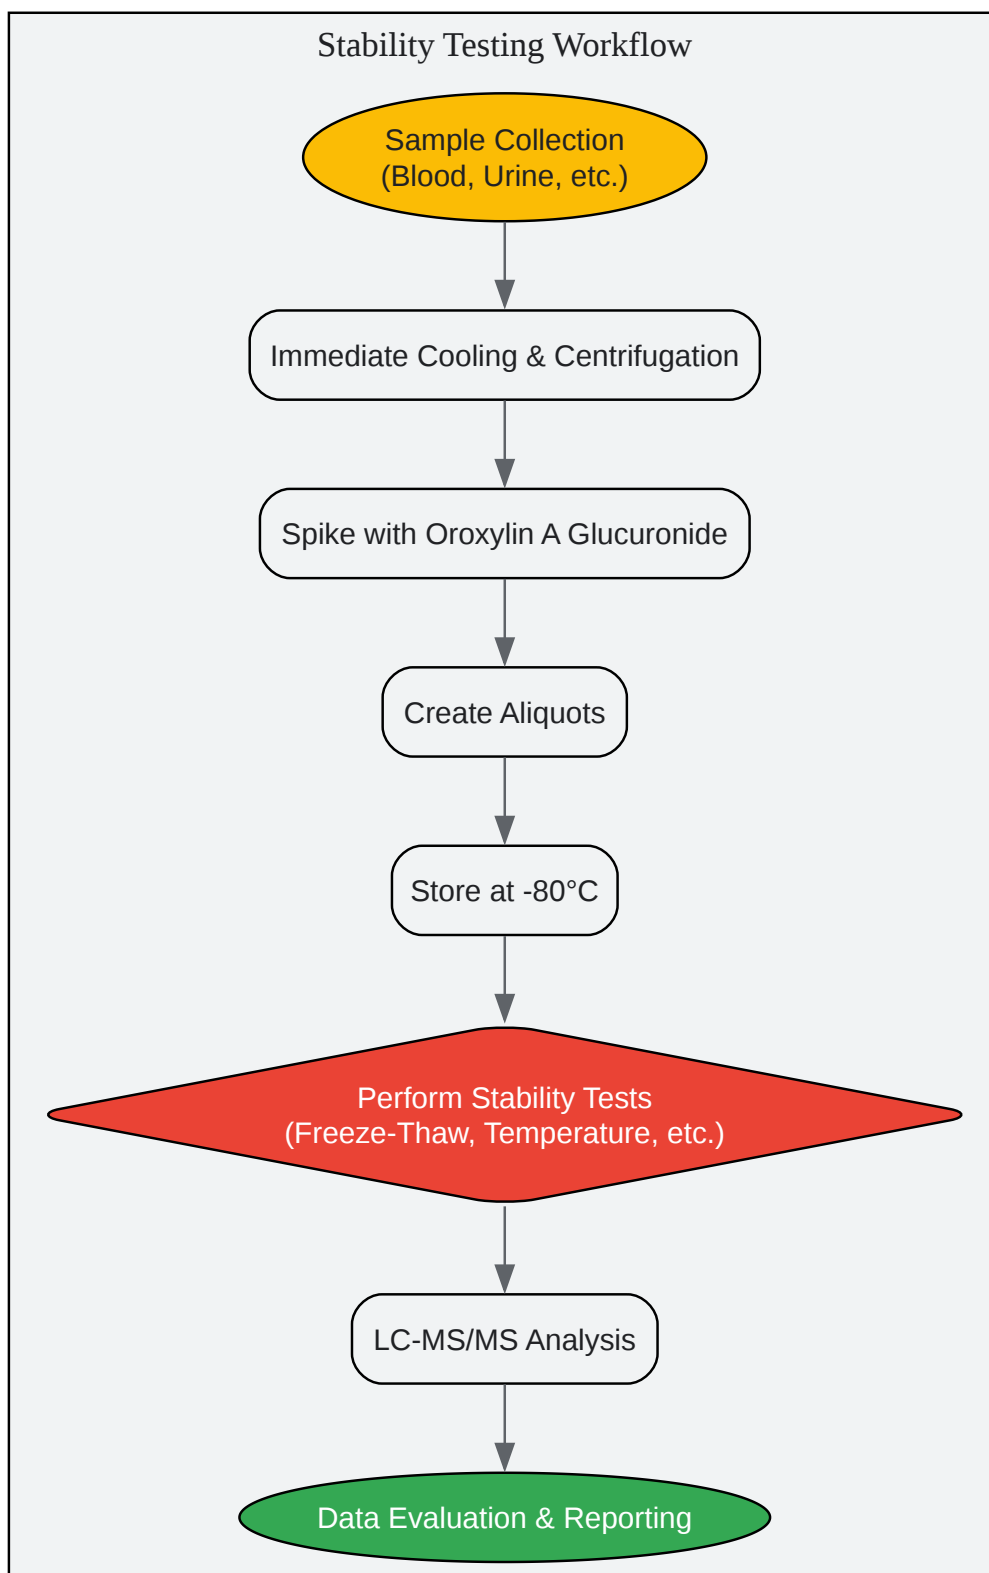 Stability Testing Workflow
Sample Collection
(Blood, Urine, etc.)
Immediate Cooling & Centrifugation
Spike with Oroxylin A Glucuronide
Create Aliquots
Store at -80°C
Perform Stability Tests
(Freeze-Thaw, Temperature, etc.)
LC-MS/MS Analysis
Data Evaluation & Reporting